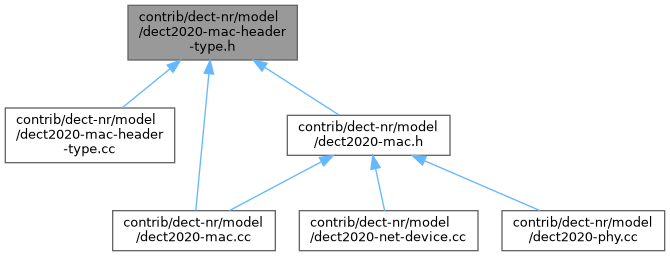 contrib/dect-nr/model
/dect2020-mac-header
-type.h
contrib/dect-nr/model
/dect2020-mac-header
-type.cc
contrib/dect-nr/model
/dect2020-mac.h
contrib/dect-nr/model
/dect2020-mac.cc
contrib/dect-nr/model
/dect2020-net-device.cc
contrib/dect-nr/model
/dect2020-phy.cc